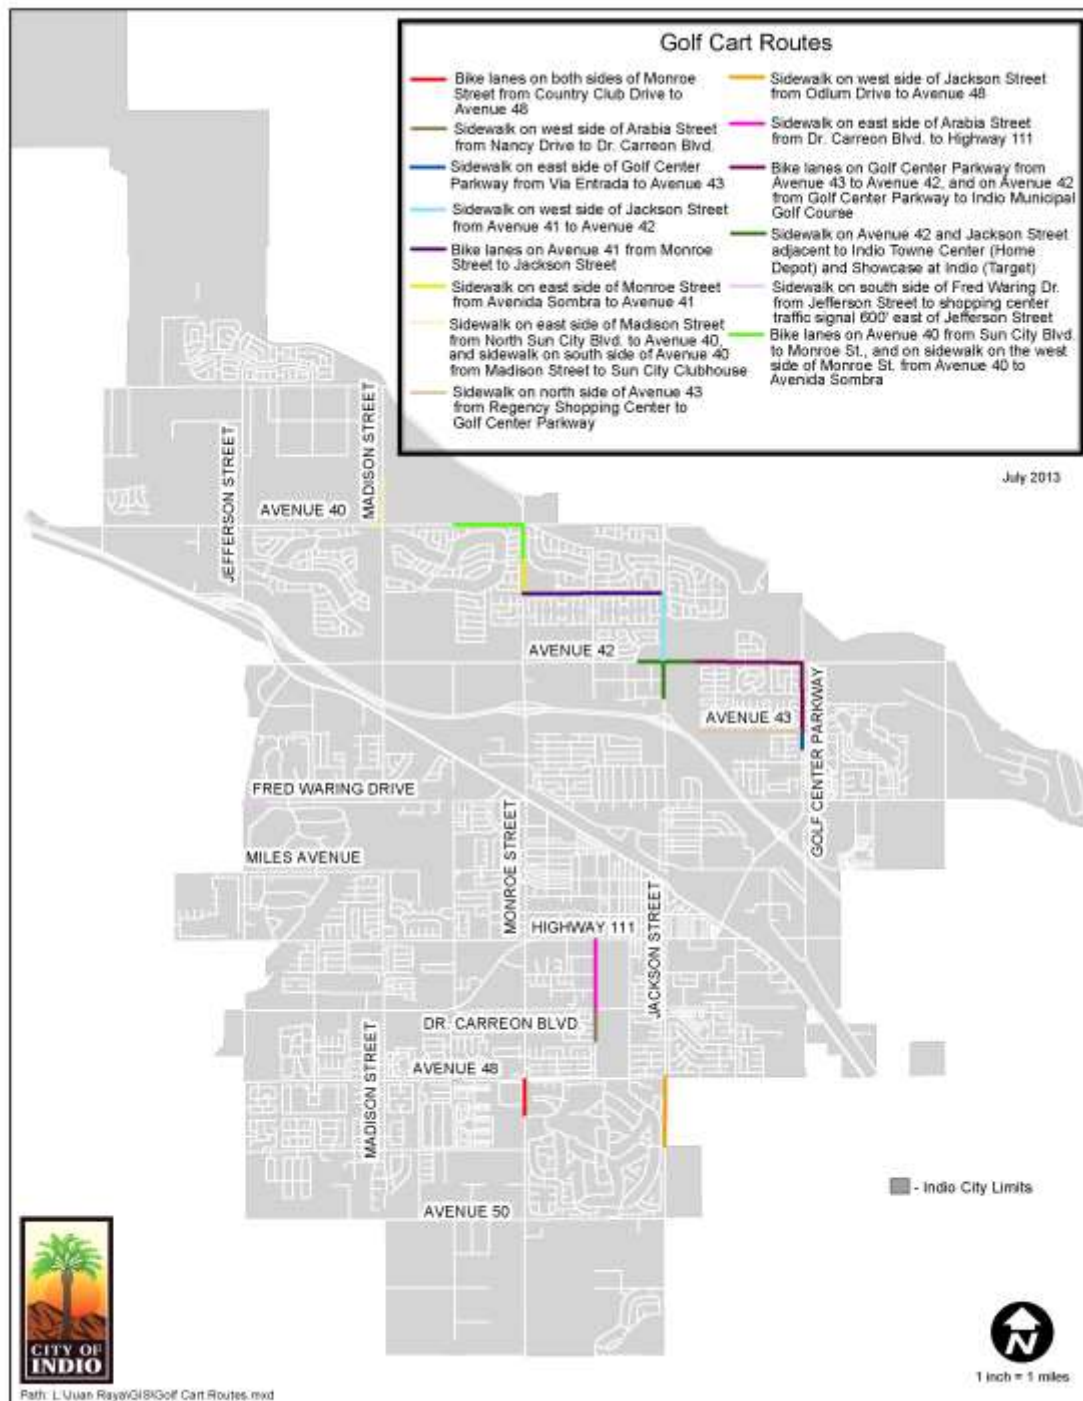 Golf Cart Routes
Bike lanes on both sides of Monroe
Street from Country Club Drive to
Avenue 48
Sidewalk on west side of Arabia Street
from Nancy Drive to Dr. Carreon Blvd.
Sidewalk on east side of Golf Center
Parkway from Via Entrada to Avenue 43
Sidewalk on west side of Jackson Street
from Avenue 41 to Avenue 42
Bike lanes on Avenue 41 from Monroe
Street to Jackson Street
Sidewalk on east side of Monroe Street
from Avenida Sombra to Avenue 41
Sidewalk on east side of Madison Street
from North Sun City Blvd. to Avenue 40,
and sidewalk on south side of Avenue 40
from Madison Street to Sun City Clubhouse
Sidewalk on north side of Avenue 43
from Regency Shopping Center to
Golf Center Parkway
Sidewalk on west side of Jackson Street
from Odlum Drive to Avenue 48
Sidewalk on east side of Arabia Street
from Dr. Carreon Blvd. to Highway 111
Bike lanes on Golf Center Parkway from
Avenue 43 to Avenue 42, and on Avenue 42
from Golf Center Parkway to Indio Municipal
Golf Course
Sidewalk on Avenue 42 and Jackson Street
adjacent to Indio Towne Center (Home
Depot) and Showcase at Indio (Target)
Sidewalk on south side of Fred Waring Dr.
from Jefferson Street to shopping center
traffic signal 600' east of Jefferson Street
Bike lanes on Avenue 40 from Sun City Blvd.
to Monroe St., and on sidewalk on the west
side of Monroe St. from Avenue 40 to
Avenida Sombra
July 2013
JEFFERSON STREET
MADISON STREET
AVENUE 40
AVENUE 42
AVENUE 43
GOLF CENTER PARKWAY
FRED WARING DRIVE
MONROE STREET
MILES AVENUE
JACKSON STREET
HIGHWAY 111
DR. CARREON BLVD
MADISON STREET
AVENUE 48
AVENUE 50
- Indio City Limits
CITY OF
INDIO
N
1 inch = 1 miles
Path: L:\Juan Raya\GIS\Golf Cart Routes.mxd